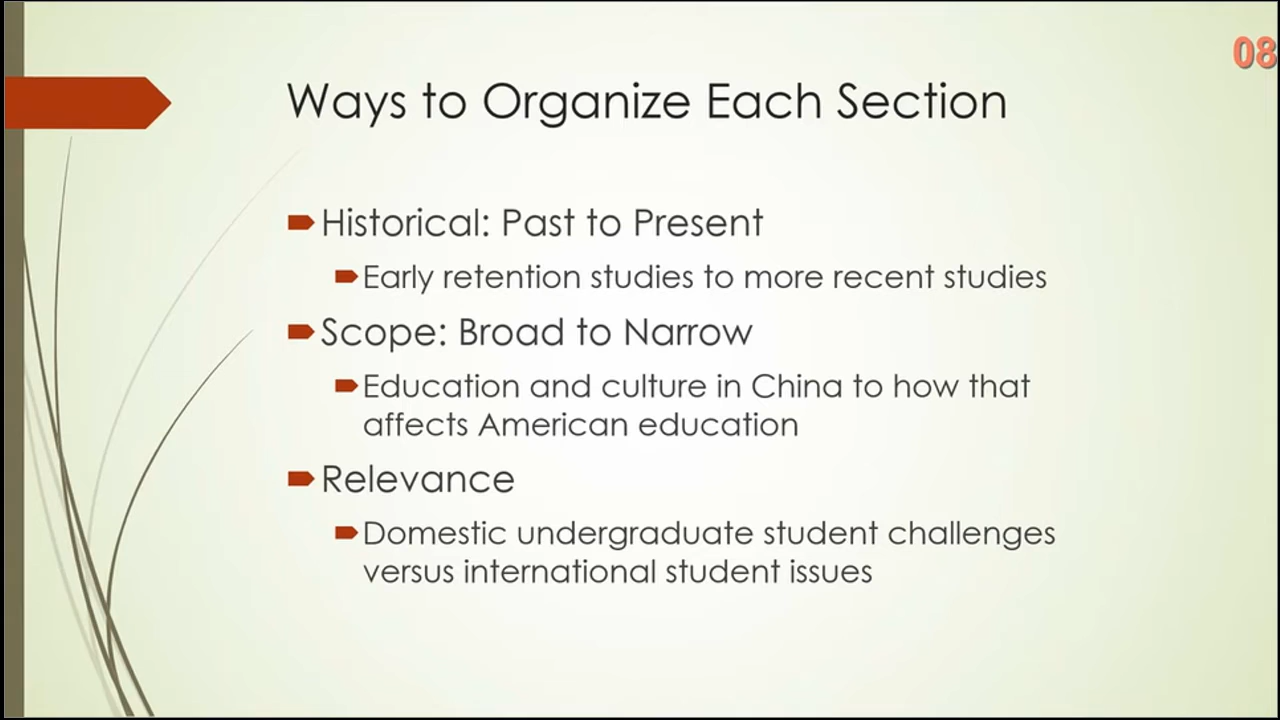 08
Ways to Organize Each Section
Historical: Past to Present
Early retention studies to more recent studies
Scope: Broad to Narrow
Education and culture in China to how that
affects American education
Relevance
Domestic undergraduate student challenges
versus international student issues